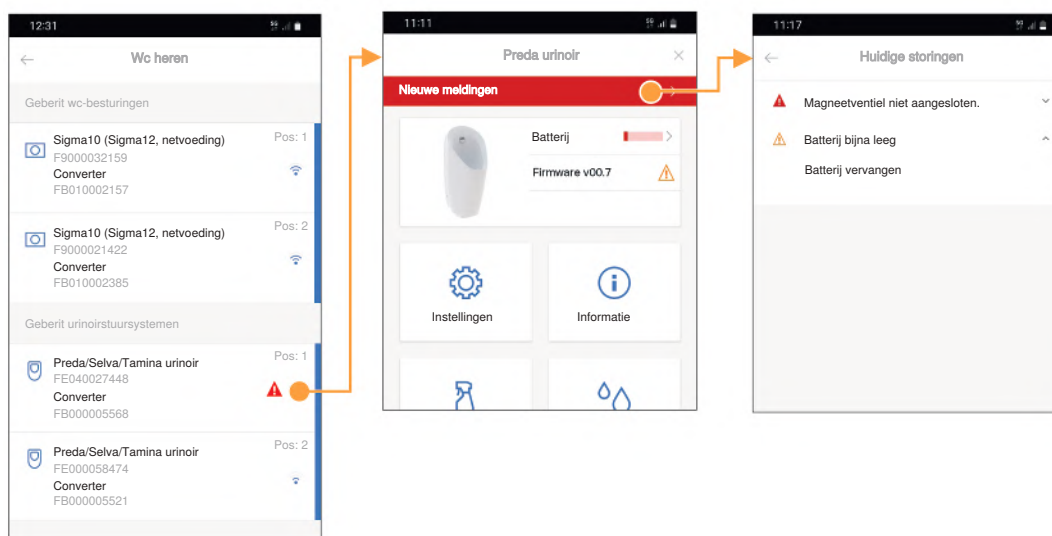 12:31
Wc heren
Geberit wc-besturingen
Sigma10 (Sigma12, netvoeding)
Pos: 1
F9000032159
Converter
FB010002157
Sigma10 (Sigma12, netvoeding)
Pos: 2
F9000021422
Converter
FB010002385
Geberit urinoirstuursystemen
Preda/Selva/Tamina urinoir
Pos: 1
FE040027448
Converter
FB000005568
Preda/Selva/Tamina urinoir
Pos: 2
FE000058474
Converter
FB000005521
11:11
Preda urinoir
Nieuwe meldingen
Batterij
Firmware v00.7
Instellingen
Informatie
11:17
Huidige storingen
Magneetventiel niet aangesloten.
Batterij bijna leeg
Batterij vervangen